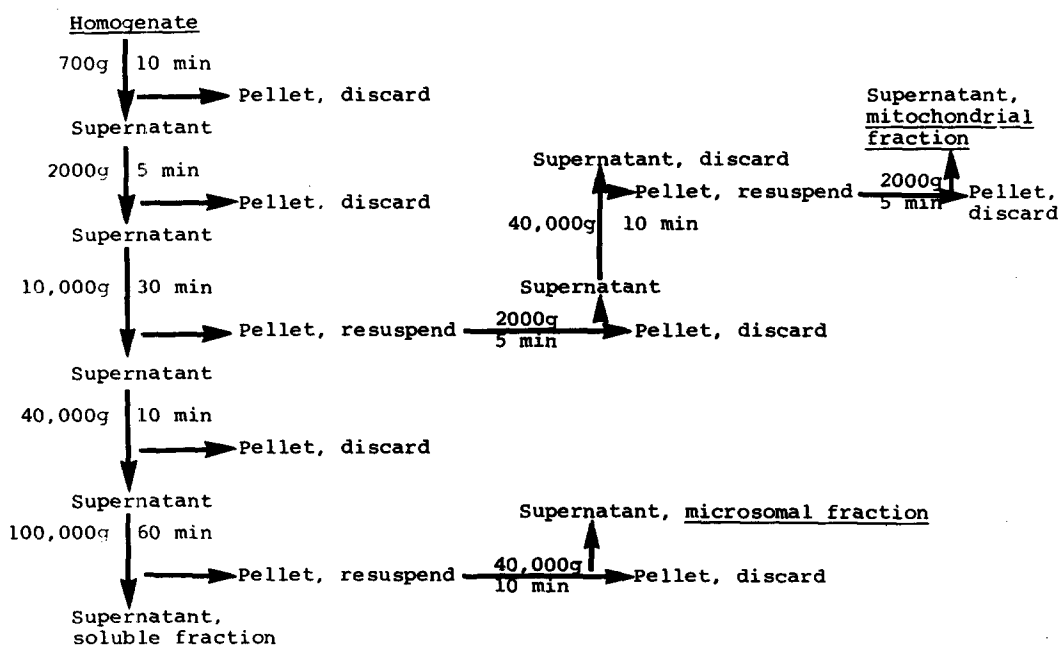 Homogenate
700g 10 min
Pellet, discard
Supernatant
2000g 5 min
Pellet, discard
Supernatant
10,000g 30 min
Pellet, resuspend
2000g
5 min
Pellet, discard
Supernatant
40,000g 10 min
Supernatant, discard
Pellet, resuspend
2000g
5 min
Pellet,
discard
Supernatant,
mitochondrial
fraction
Supernatant
40,000g 10 min
Pellet, discard
Supernatant
100,000g 60 min
Pellet, resuspend
40,000g
10 min
Pellet, discard
Supernatant, microsomal fraction
Supernatant,
soluble fraction